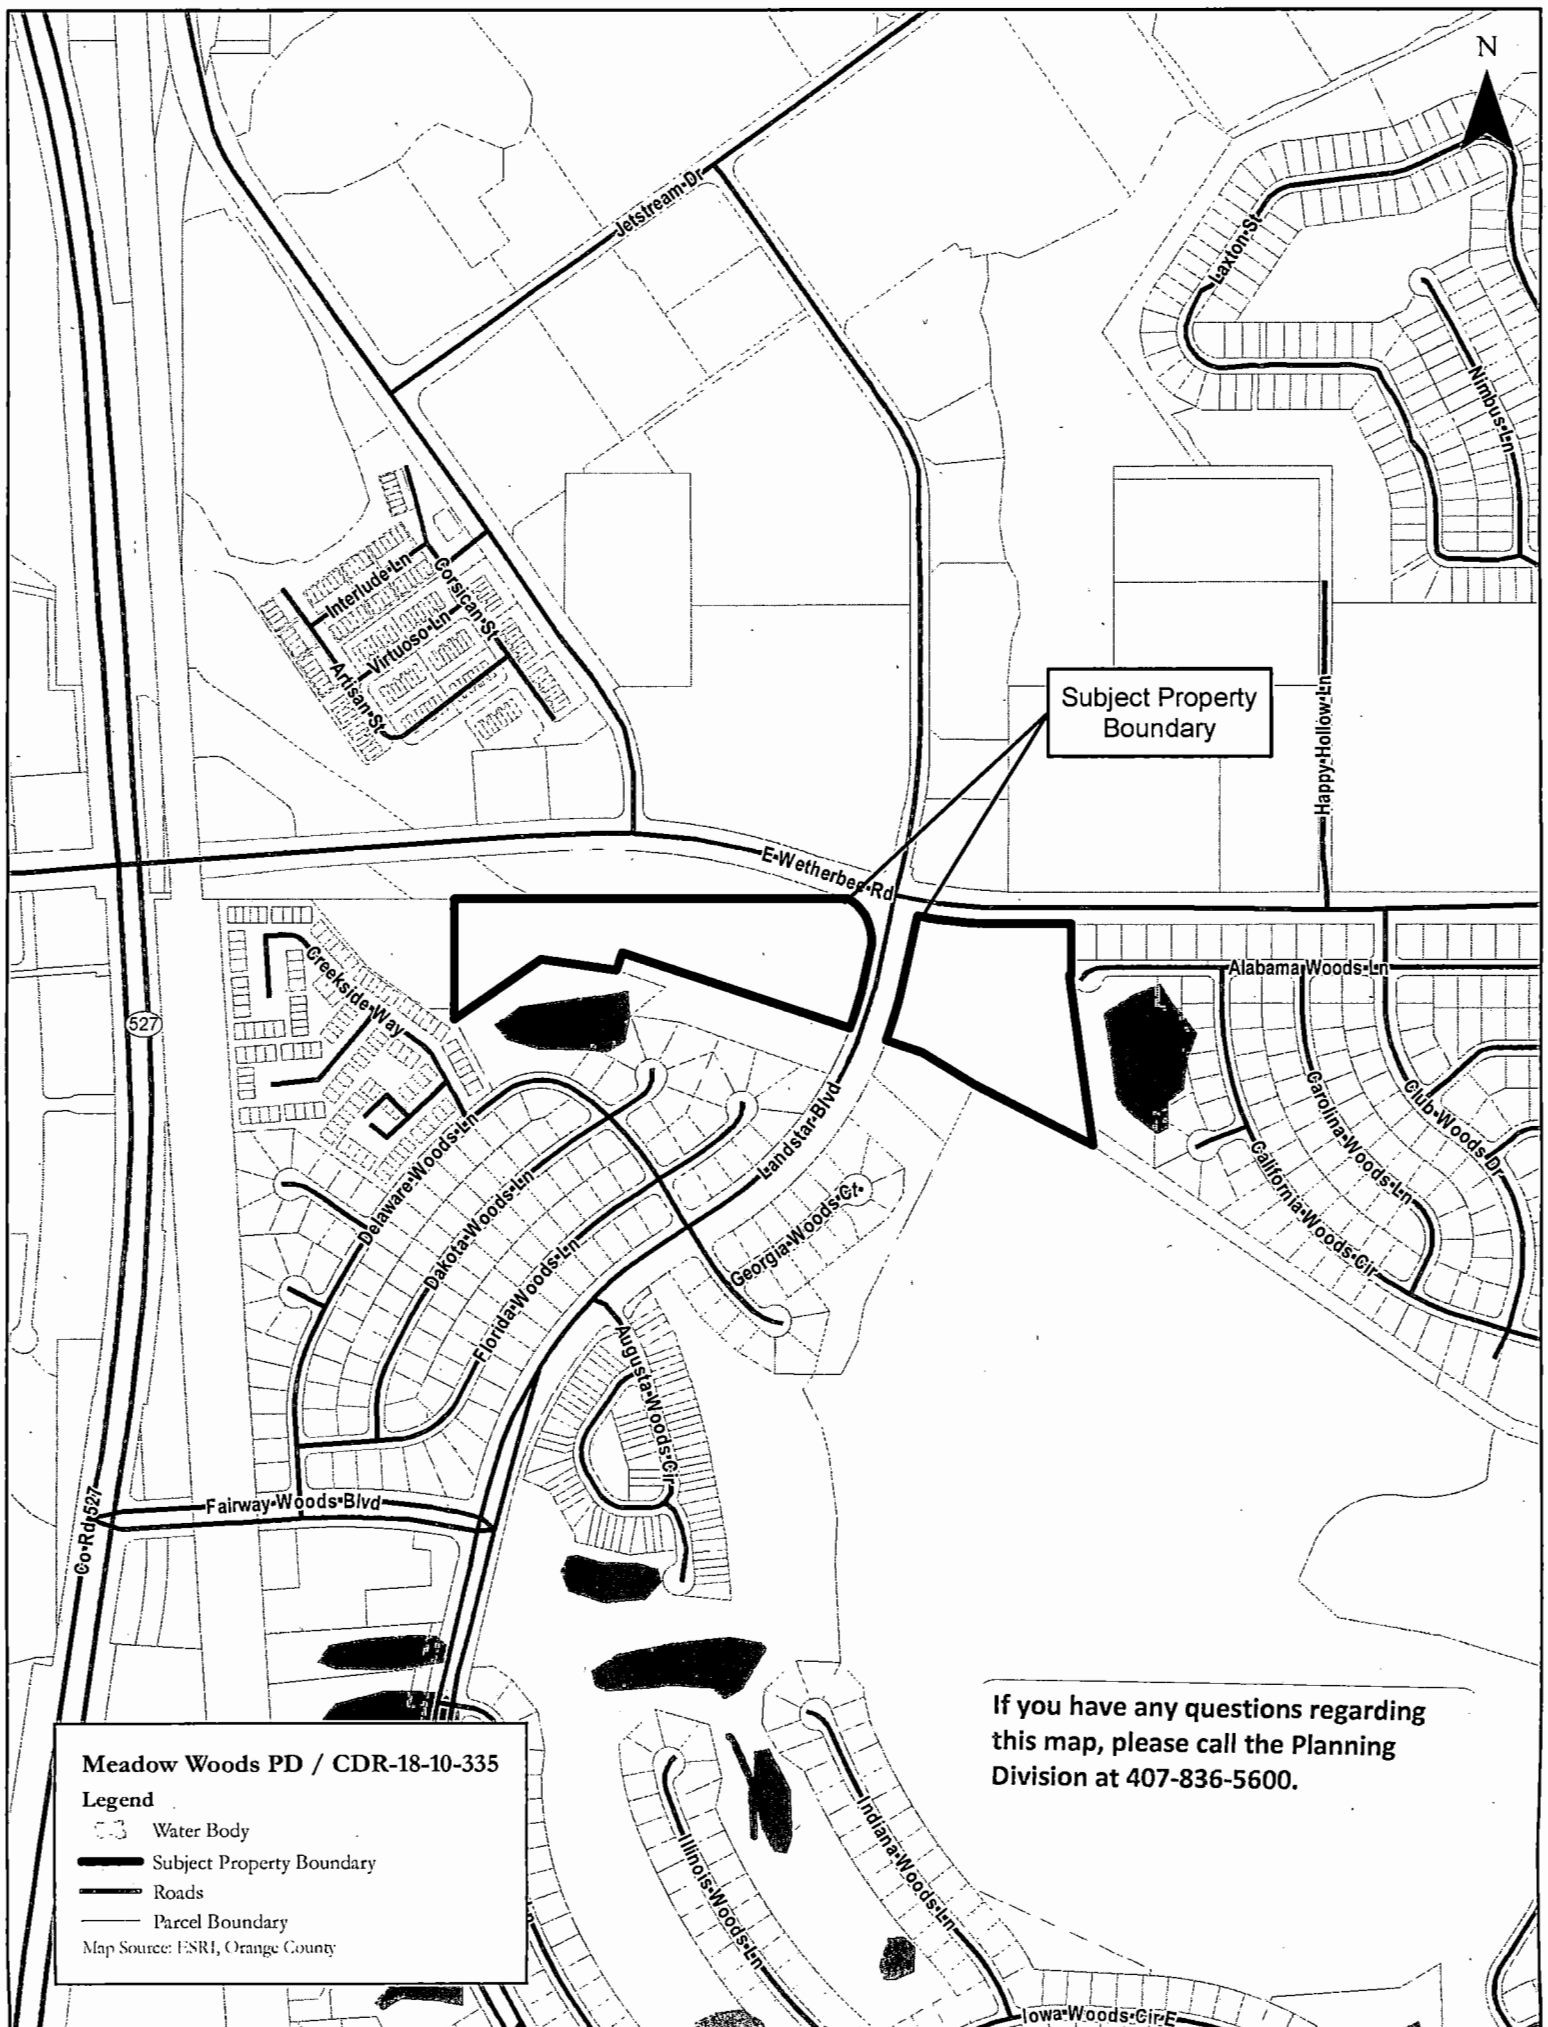 N
Jetstream Dr
Laxton St
Nimbus Ln
Interlude Ln
Corsican St
Virtuoso Ln
Artisan St
Subject Property
Boundary
Happy Hollow Ln
E Wetherbee Rd
Creekside Way
Alabama Woods Ln
527
Landstar Blvd
Carolina Woods Ln
Club Woods Dr
California Woods Cir
Delaware Woods Ln
Dakota Woods Ln
Florida Woods Ln
Georgia Woods Ct
Augusta Woods Cir
Fairway Woods Blvd
Co Rd 527
If you have any questions regarding
this map, please call the Planning
Division at 407-836-5600.
Meadow Woods PD / CDR-18-10-335
Legend
Water Body
Subject Property Boundary
Roads
Parcel Boundary
Map Source: ESRI, Orange County
Illinois Woods Ln
Indiana Woods Ln
Iowa Woods Cir E